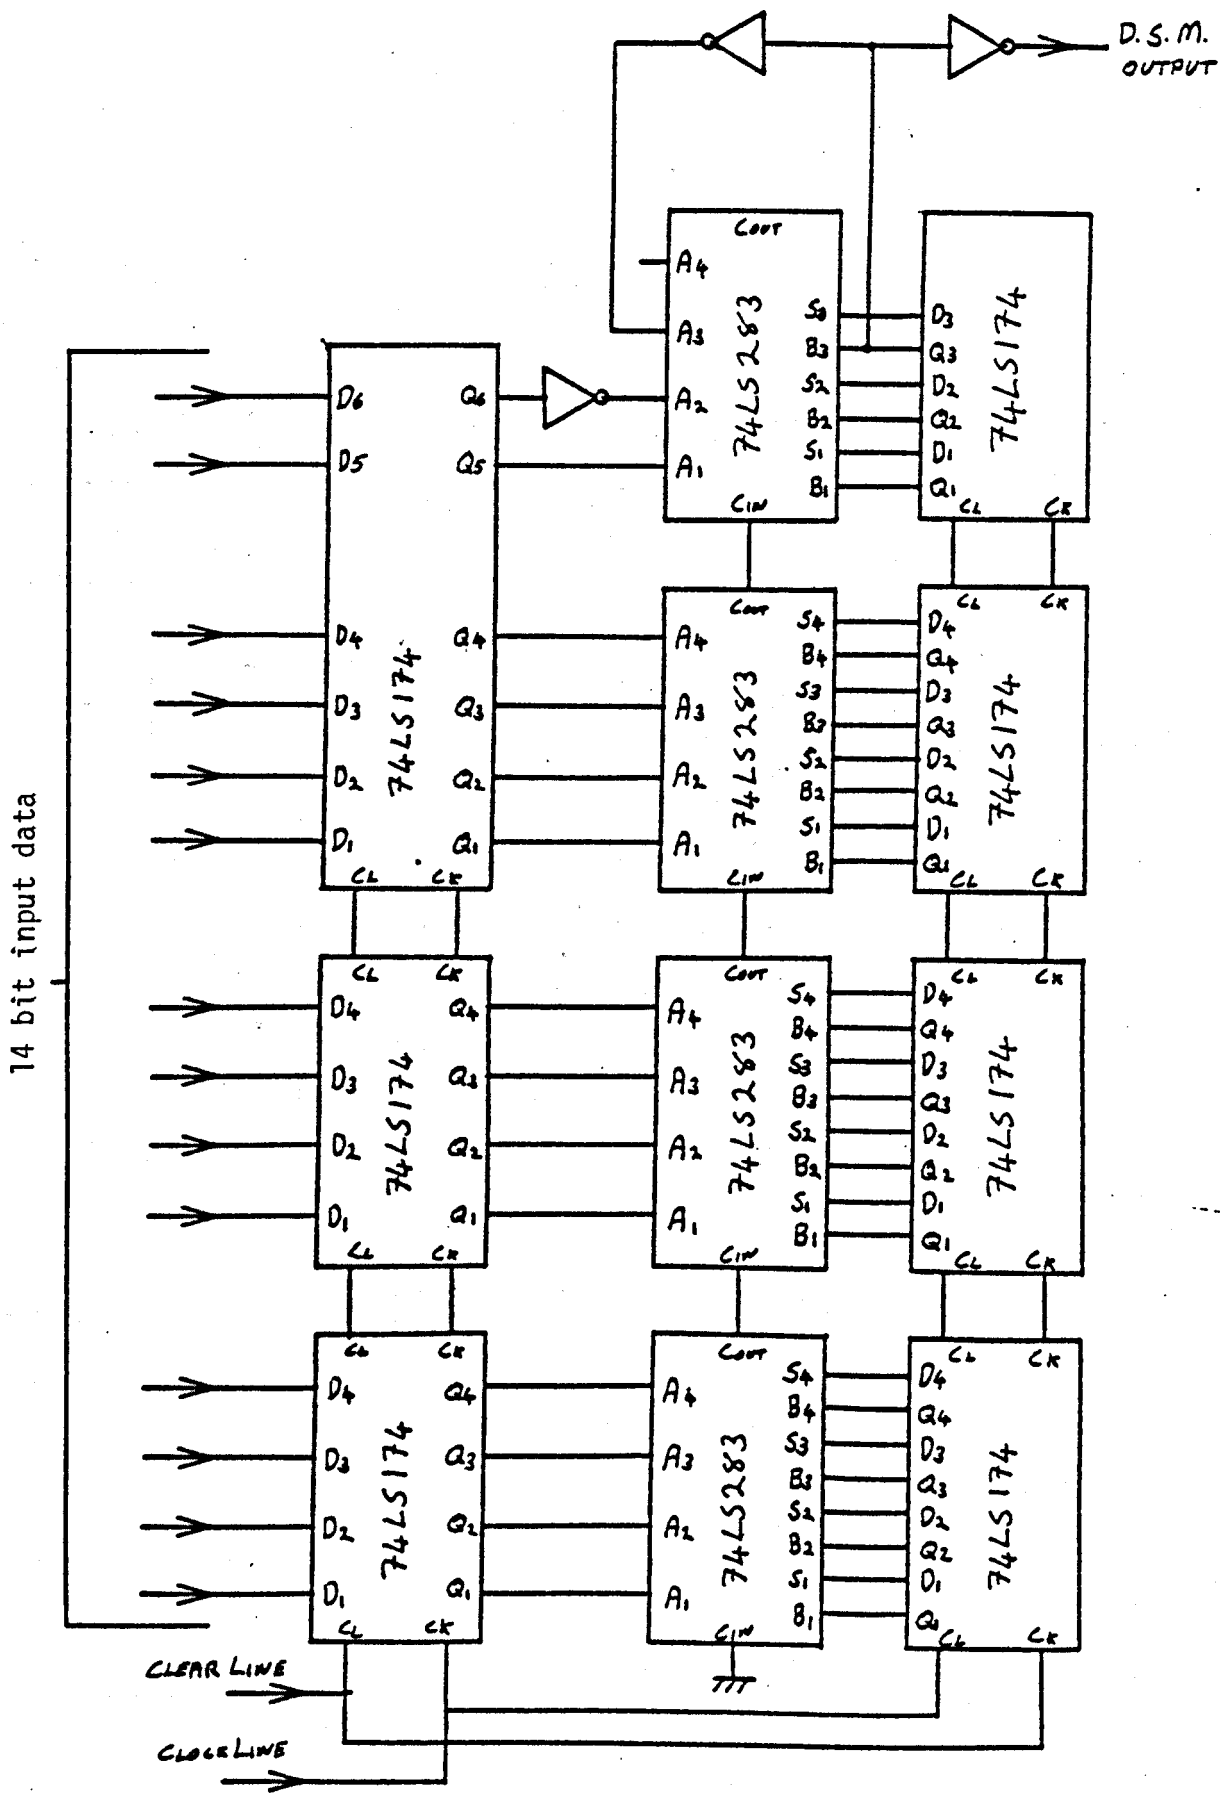 D.S.M.
OUTPUT
COUT
A4
A3
A2
A1
74LS283
S3
B3
S2
B2
S1
B1
CIN
D3
Q3
D2
Q2
D1
Q1
74LS174
CL CK
14 bit input data
D6
D5
D4
D3
D2
D1
74LS174
Q6
Q5
Q4
Q3
Q2
Q1
CL CK
COUT
A4
A3
A2
A1
74LS283
S4
B4
S3
B3
S2
B2
S1
B1
CIN
CL CK
D4
Q4
D3
Q3
D2
Q2
D1
Q1
74LS174
CL CK
CL CK
D4
D3
D2
D1
74LS174
Q4
Q3
Q2
Q1
CL CK
COUT
A4
A3
A2
A1
74LS283
S4
B4
S3
B3
S2
B2
S1
B1
CIN
D4
Q4
D3
Q3
D2
Q2
D1
Q1
74LS174
CL CK
CL CK
D4
D3
D2
D1
74LS174
Q4
Q3
Q2
Q1
CL CK
COUT
A4
A3
A2
A1
74LS283
S4
B4
S3
B3
S2
B2
S1
B1
CIN
CL CK
D4
Q4
D3
Q3
D2
Q2
D1
Q1
74LS174
CL CK
CLEAR LINE
CLOCK LINE